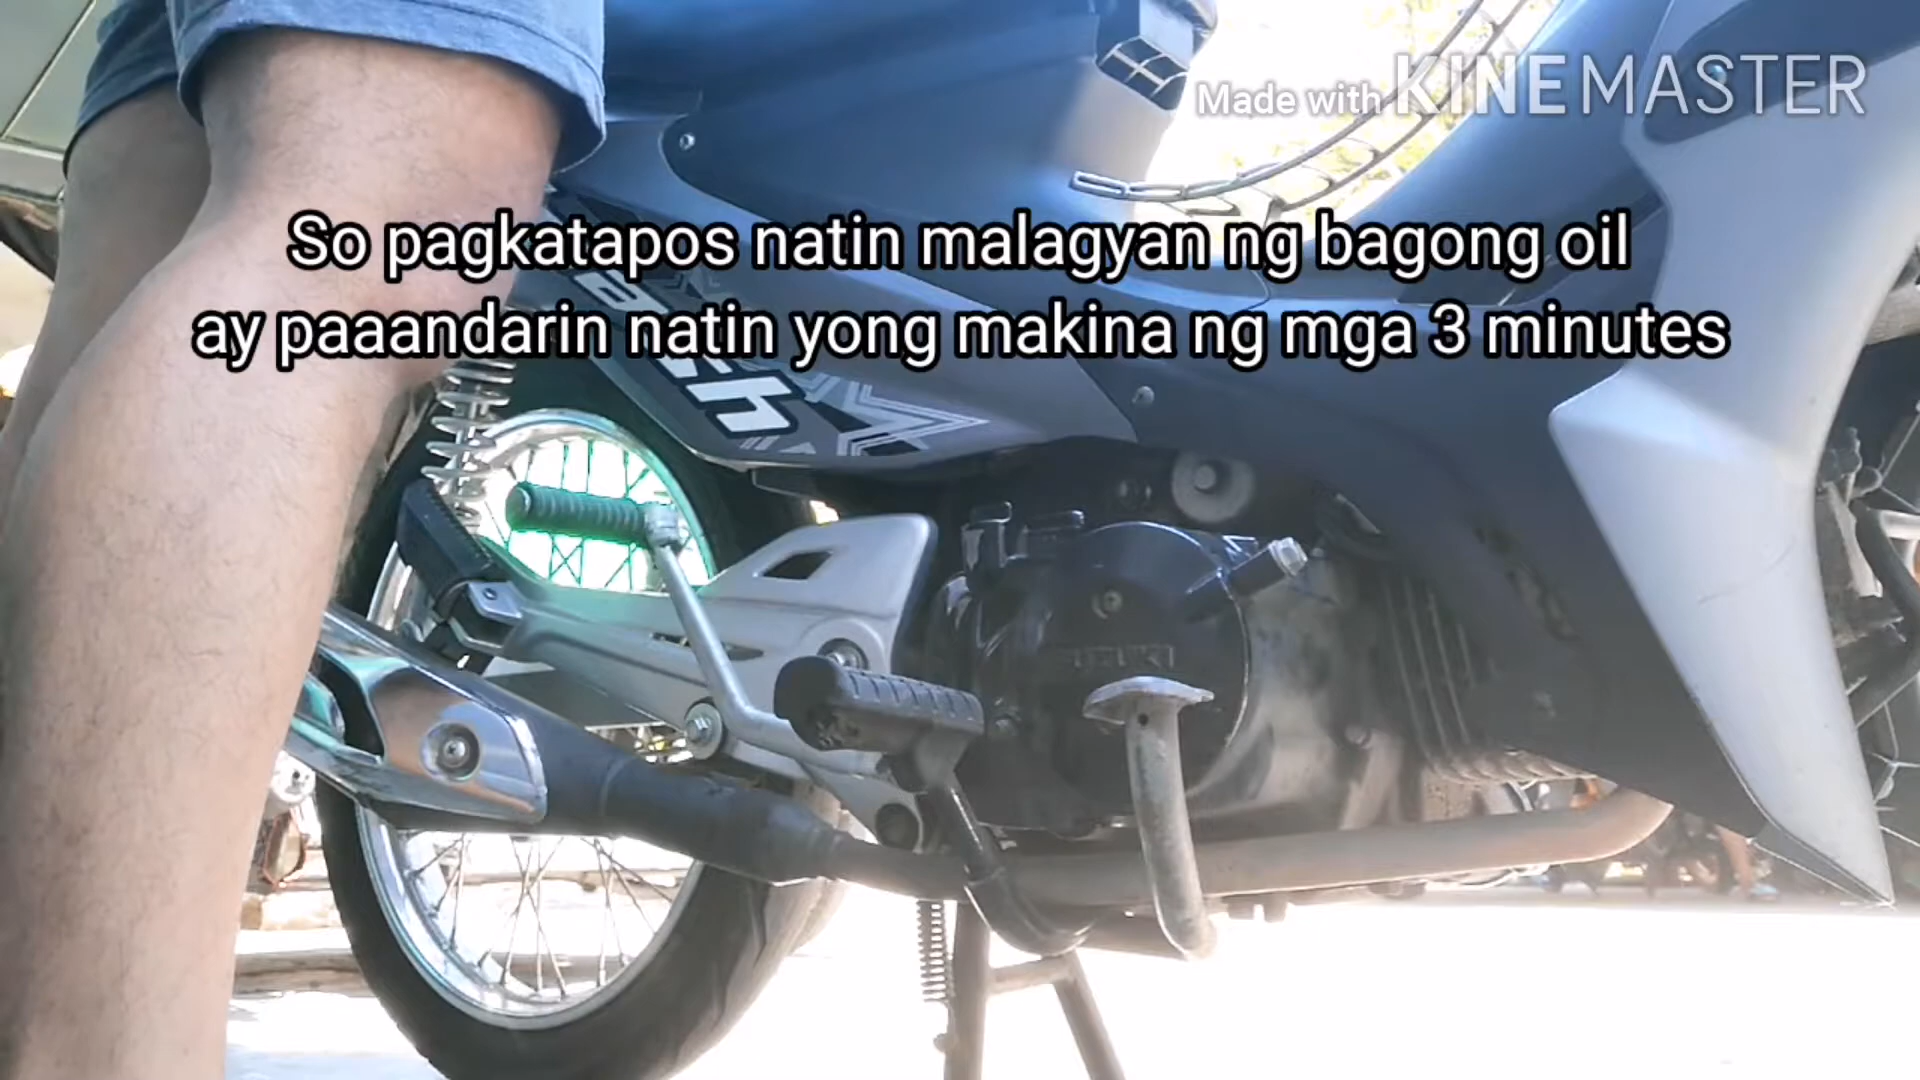 Made with KINEMASTER
So pagkatapos natin malagyan ng bagong oil
ay paaandarin natin yong makina ng mga 3 minutes
SUZUKI